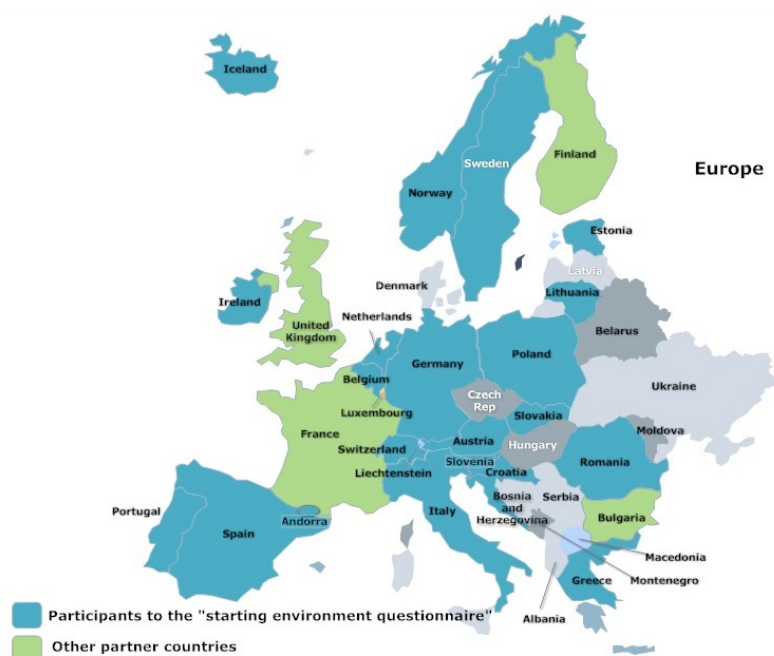 Iceland
Europe
Sweden
Finland
Norway
Estonia
Latvia
Denmark
Lithuania
Ireland
Netherlands
United
Kingdom
Belarus
Poland
Germany
Belgium
Ukraine
Czech
Rep
Luxembourg
Slovakia
France
Moldova
Austria
Hungary
Switzerland
Slovenia
Romania
Croatia
Liechtenstein
Serbia
Bosnia
and
Herzegovina
Portugal
Italy
Bulgaria
Andorra
Spain
Macedonia
Montenegro
Greece
Albania
Participants to the "starting environment questionnaire"
Other partner countries